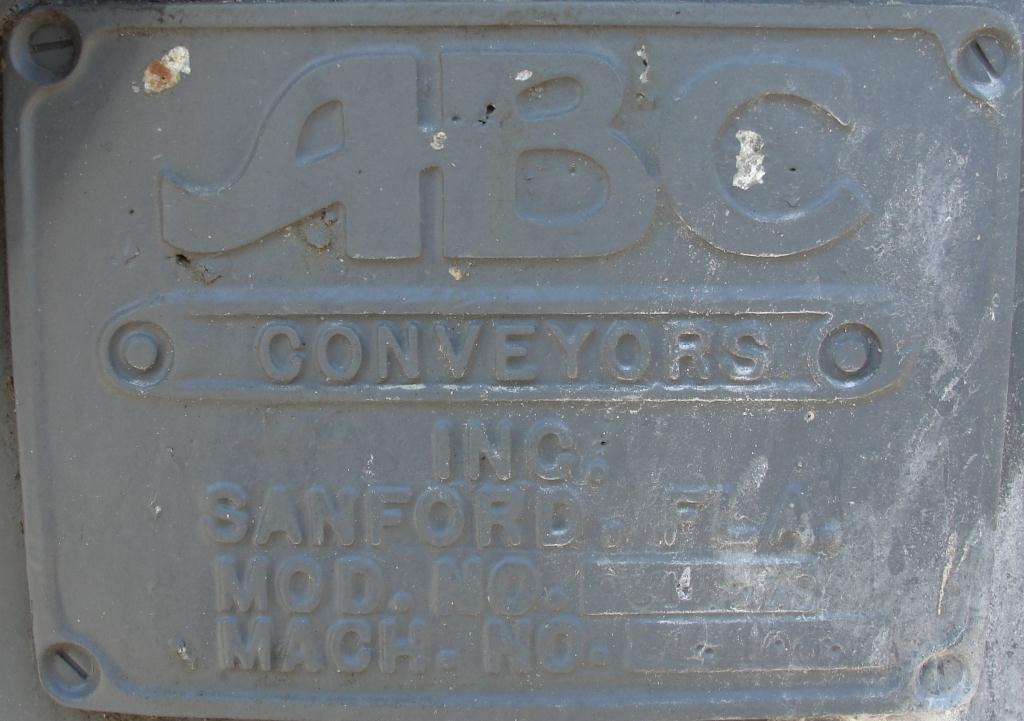 ABC
CONVEYORS
INC.
SANFORD. FLA.
MOD. NO.
MACH. NO.